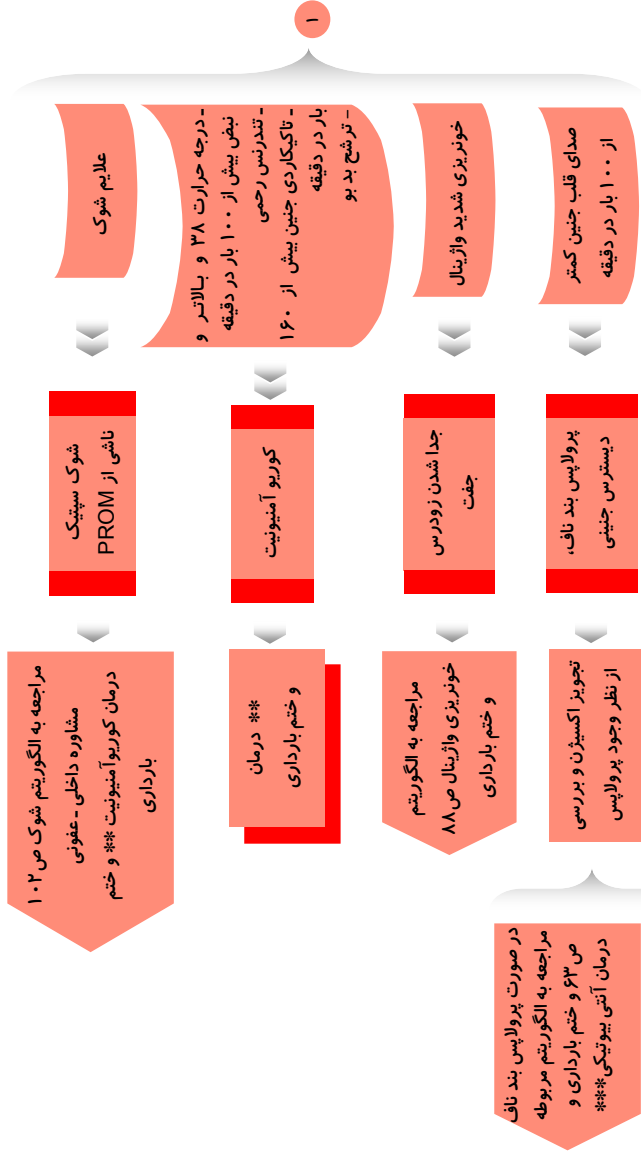 ۱
علایم شوک
شوک سپتیک
ناشی از PROM
مراجعه به الگوریتم شوک ص۱۰۲
مشاوره داخلی - عفونی
درمان کوریوآمنیونیت ** و ختم
بارداری
- درجه حرارت ۳۸ و بالاتر و
نبض بیش از ۱۰۰ بار در دقیقه
- تندرنس رحمی
- تاکیکاردی جنین بیش از ۱۶۰
بار در دقیقه
- ترشح بد بو
کوریو آمنیونیت
** درمان
و ختم بارداری
خونریزی شدید واژینال
جدا شدن زودرس
جفت
مراجعه به الگوریتم
خونریزی واژینال ص۸۸
و ختم بارداری
صدای قلب جنین کمتر
از ۱۰۰ بار در دقیقه
پرولاپس بند ناف،
دیسترس جنینی
تجویز اکسیژن و بررسی
از نظر وجود پرولاپس
در صورت پرولاپس بند ناف
مراجعه به الگوریتم مربوطه
ص۶۳ و ختم بارداری و
درمان آنتی بیوتیکی***